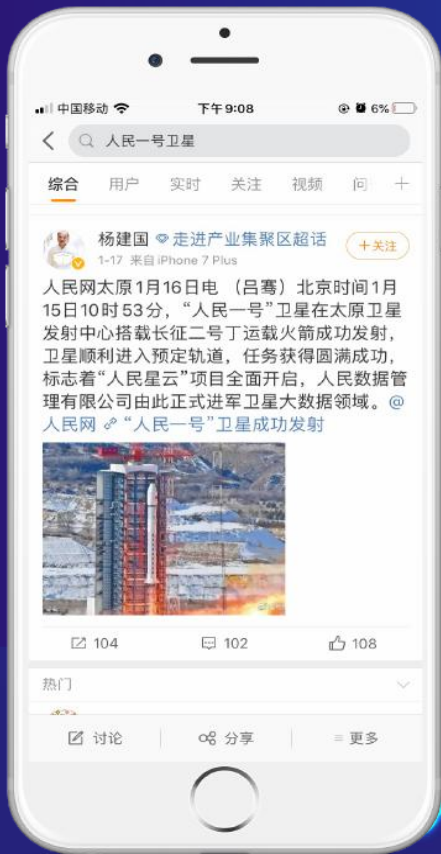 中国移动 下午9:08 6%
人民一号卫星
综合 用户 实时 关注 视频 问
杨建国 走进产业集聚区超话 +关注
1-17 来自 iPhone 7 Plus
人民网太原1月16日电 （吕骞）北京时间1月
15日10时53分，“人民一号”卫星在太原卫星
发射中心搭载长征二号丁运载火箭成功发射，
卫星顺利进入预定轨道，任务获得圆满成功，
标志着“人民星云”项目全面开启，人民数据管
理有限公司由此正式进军卫星大数据领域。@
人民网 “人民一号”卫星成功发射
104 102 108
热门
讨论 分享 更多